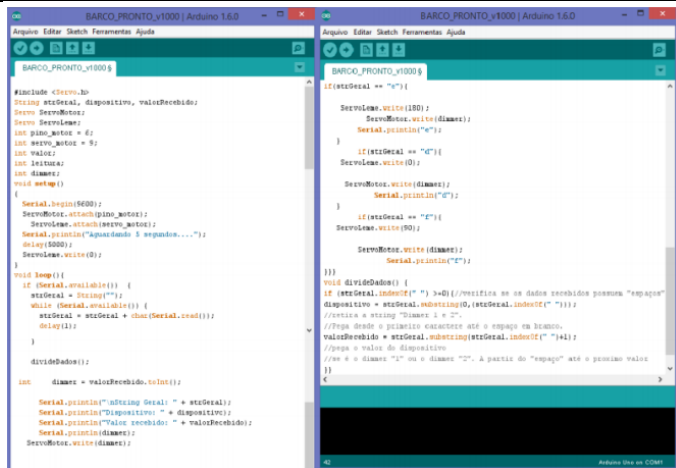 BARCO_PRONTO_v1000 | Arduino 1.6.0
Arquivo Editar Sketch Ferramentas Ajuda
BARCO_PRONTO_v1000 §
#include <Servo.h>
String strGeral, dispositivo, valorRecebido;
Servo ServoMotor;
Servo ServoLeme;
int pino_motor = 6;
int servo_motor = 9;
int valor;
int leitura;
int dimmer;
void setup()
{
Serial.begin(9600);
ServoMotor.attach(pino_motor);
ServoLeme.attach(servo_motor);
Serial.println("Aguardando 5 segundos....");
delay(5000);
ServoLeme.write(0);
}
void loop(){
if (Serial.available()) {
strGeral = String("");
while (Serial.available()) {
strGeral = strGeral + char(Serial.read());
delay(1);
}
divideDados();
int dimmer = valorRecebido.toInt();
Serial.println("\nString Geral: " + strGeral);
Serial.println("Dispositivo: " + dispositivo);
Serial.println("Valor recebido: " + valorRecebido);
Serial.println(dimmer);
ServoMotor.write(dimmer);
BARCO_PRONTO_v1000 | Arduino 1.6.0
Arquivo Editar Sketch Ferramentas Ajuda
BARCO_PRONTO_v1000 §
if(strGeral == "e"){
ServoLeme.write(180);
ServoMotor.write(dimmer);
Serial.println("e");
}
if(strGeral == "d"){
ServoLeme.write(0);
ServoMotor.write(dimmer);
Serial.println("d");
}
if(strGeral == "f"){
ServoLeme.write(90);
ServoMotor.write(dimmer);
Serial.println("f");
}}}
void divideDados() {
if (strGeral.indexOf(" ") >=0){//verifica se os dados recebidos possuem "espaços"
dispositivo = strGeral.substring(0,(strGeral.indexOf(" ")));
//retira a string "Dimmer 1 e 2".
//Pega desde o primeiro caractere até o espaço em branco.
valorRecebido = strGeral.substring(strGeral.indexOf(" ")+1);
//pega o valor do dispositivo
//se é o dimmer "1" ou o dimmer "2". À partir do "espaço" até o proximo valor
}}
42
Arduino Uno on COM1